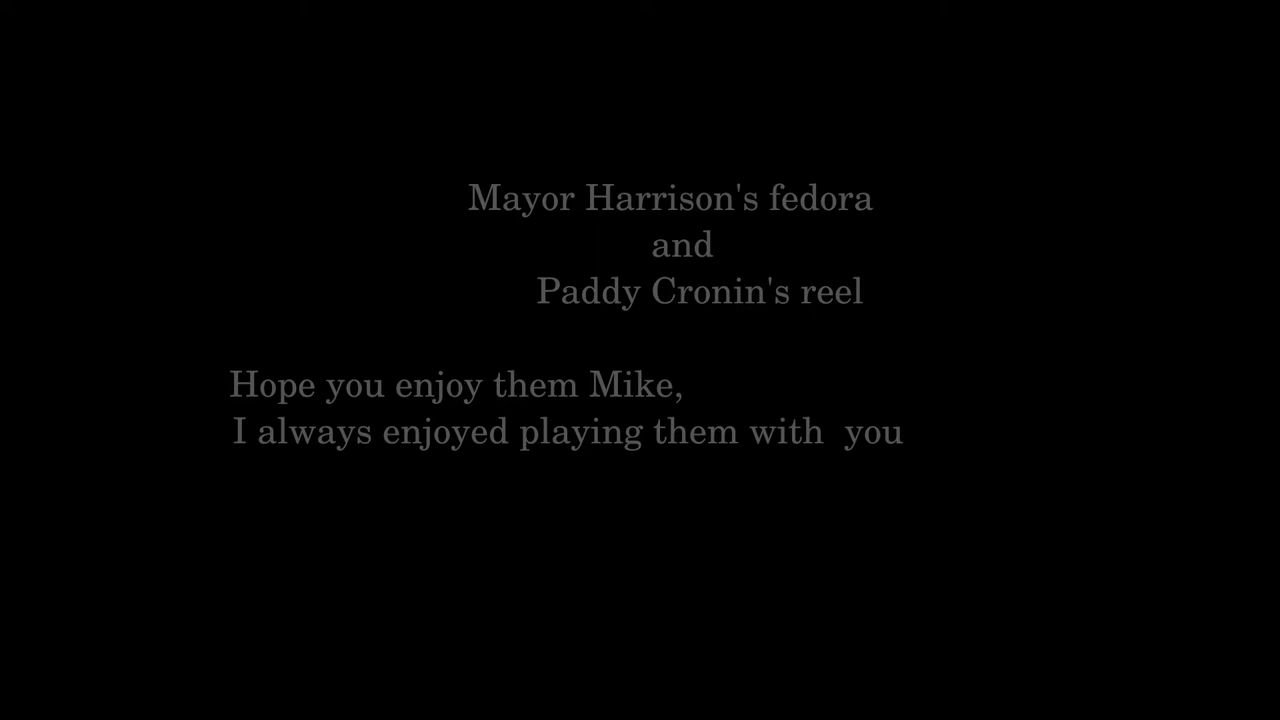 Mayor Harrison's fedora
and
Paddy Cronin's reel
Hope you enjoy them Mike,
I always enjoyed playing them with  you